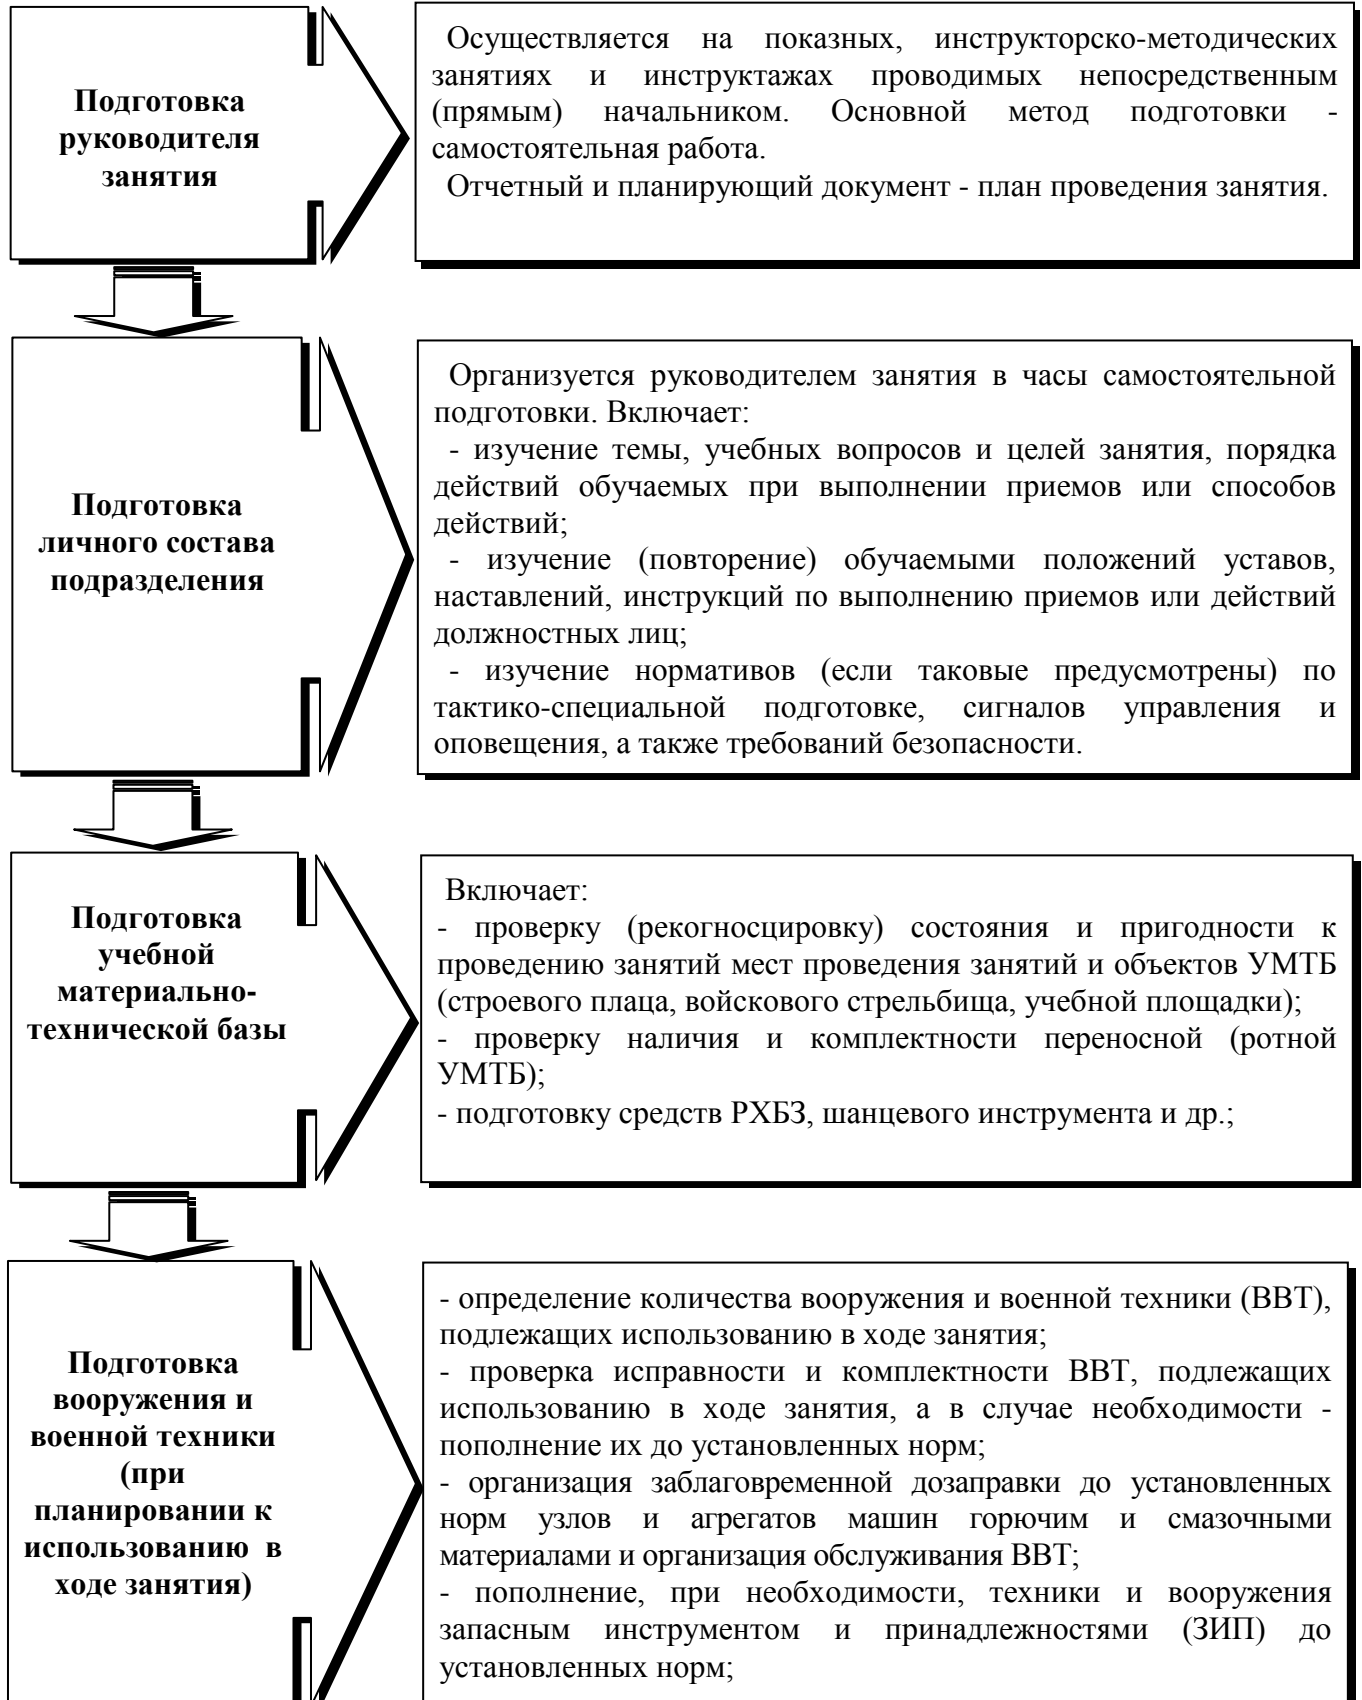 Подготовка
руководителя
занятия
Осуществляется на показных, инструкторско-методических
занятиях и инструктажах проводимых непосредственным
(прямым) начальником. Основной метод подготовки -
самостоятельная работа.
Отчетный и планирующий документ - план проведения занятия.
Подготовка
личного состава
подразделения
Организуется руководителем занятия в часы самостоятельной
подготовки. Включает:
- изучение темы, учебных вопросов и целей занятия, порядка
действий обучаемых при выполнении приемов или способов
действий;
- изучение (повторение) обучаемыми положений уставов,
наставлений, инструкций по выполнению приемов или действий
должностных лиц;
- изучение нормативов (если таковые предусмотрены) по
тактико-специальной подготовке, сигналов управления и
оповещения, а также требований безопасности.
Подготовка
учебной
материально-
технической базы
Включает:
- проверку (рекогносцировку) состояния и пригодности к
проведению занятий мест проведения занятий и объектов УМТБ
(строевого плаца, войскового стрельбища, учебной площадки);
- проверку наличия и комплектности переносной (ротной
УМТБ);
- подготовку средств РХБЗ, шанцевого инструмента и др.;
Подготовка
вооружения и
военной техники
(при
планировании к
использованию в
ходе занятия)
- определение количества вооружения и военной техники (ВВТ),
подлежащих использованию в ходе занятия;
- проверка исправности и комплектности ВВТ, подлежащих
использованию в ходе занятия, а в случае необходимости -
пополнение их до установленных норм;
- организация заблаговременной дозаправки до установленных
норм узлов и агрегатов машин горючим и смазочными
материалами и организация обслуживания ВВТ;
- пополнение, при необходимости, техники и вооружения
запасным инструментом и принадлежностями (ЗИП) до
установленных норм;